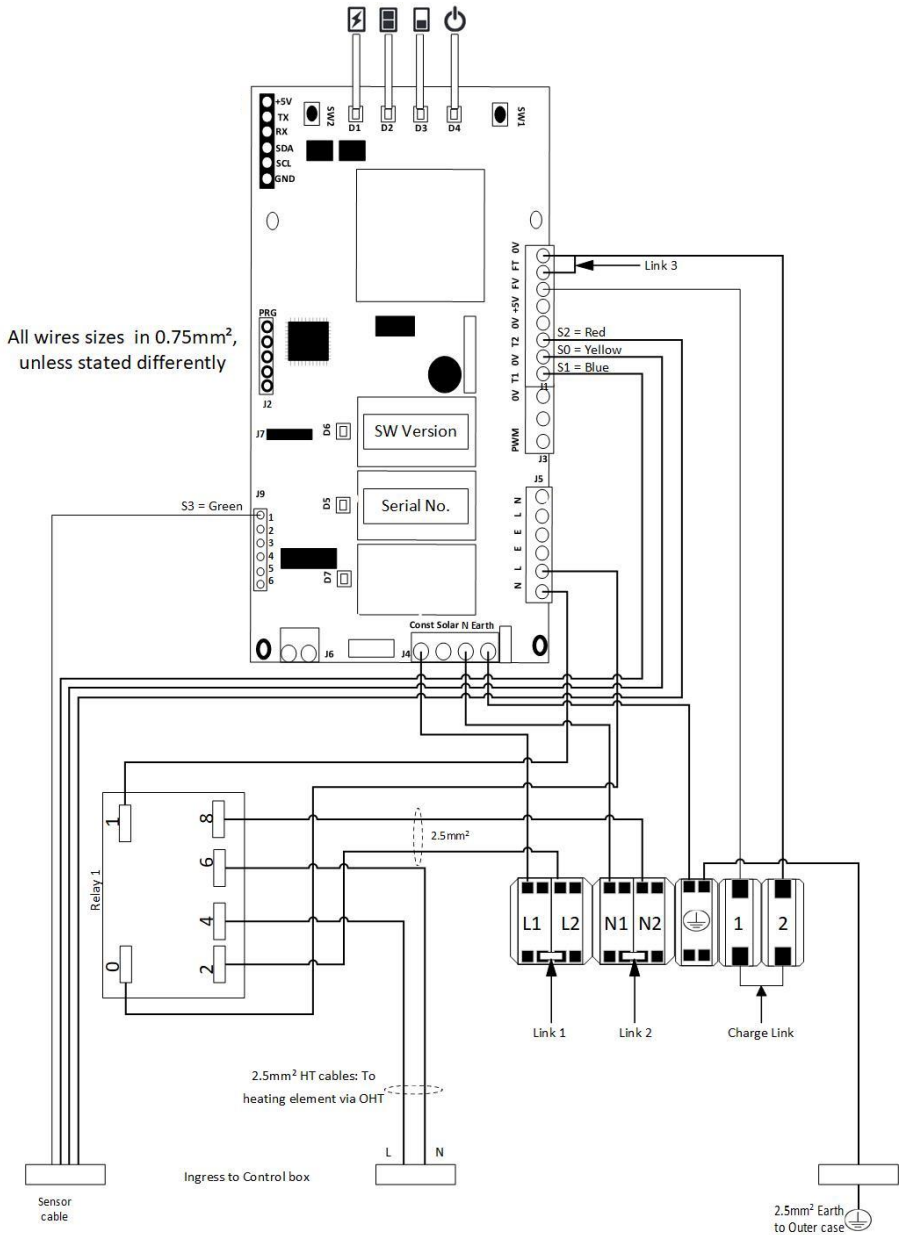 +5V
TX
RX
SDA
SCL
GND
SW2
D1
D2
D3
D4
SW1
All wires sizes in 0.75mm²,
unless stated differently
PRG
J2
J7
D6
SW Version
D5
Serial No.
D7
J9
S3 = Green
1
2
3
4
5
6
0V
FT
FV
+5V
0V
T2
0V
T1
J1
0V
PWM
J3
Link 3
S2 = Red
S0 = Yellow
S1 = Blue
J5
N
L
E
E
L
N
J6
J4
Const Solar N Earth
Relay 1
1
0
8
6
4
2
2.5mm²
L1
L2
N1
N2
1
2
Link 1
Link 2
Charge Link
2.5mm² HT cables: To
heating element via OHT
L
N
Sensor
cable
Ingress to Control box
2.5mm² Earth
to Outer case